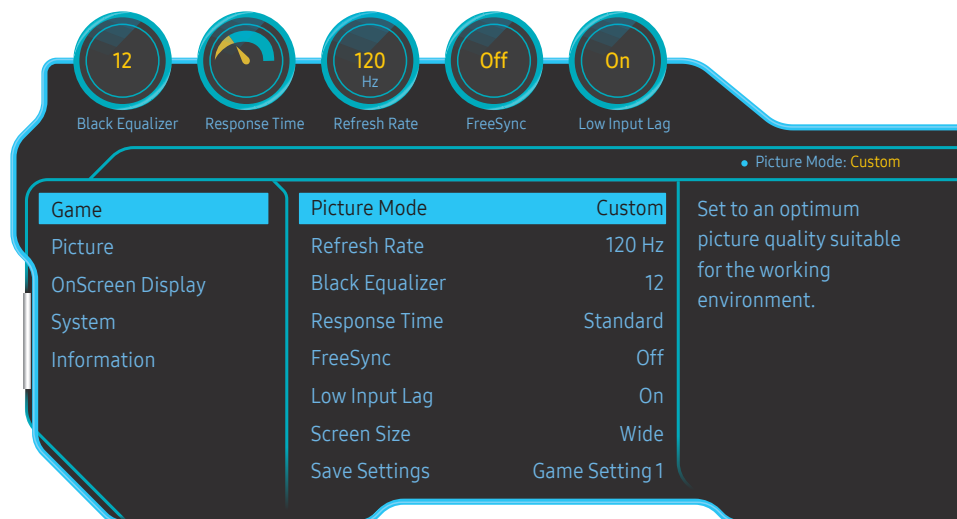 12
120
Hz
Off
On
Black Equalizer
Response Time
Refresh Rate
FreeSync
Low Input Lag
Picture Mode: Custom
Game
Picture
OnScreen Display
System
Information
Picture Mode Custom
Refresh Rate 120 Hz
Black Equalizer 12
Response Time Standard
FreeSync Off
Low Input Lag On
Screen Size Wide
Save Settings Game Setting 1
Set to an optimum
picture quality suitable
for the working
environment.